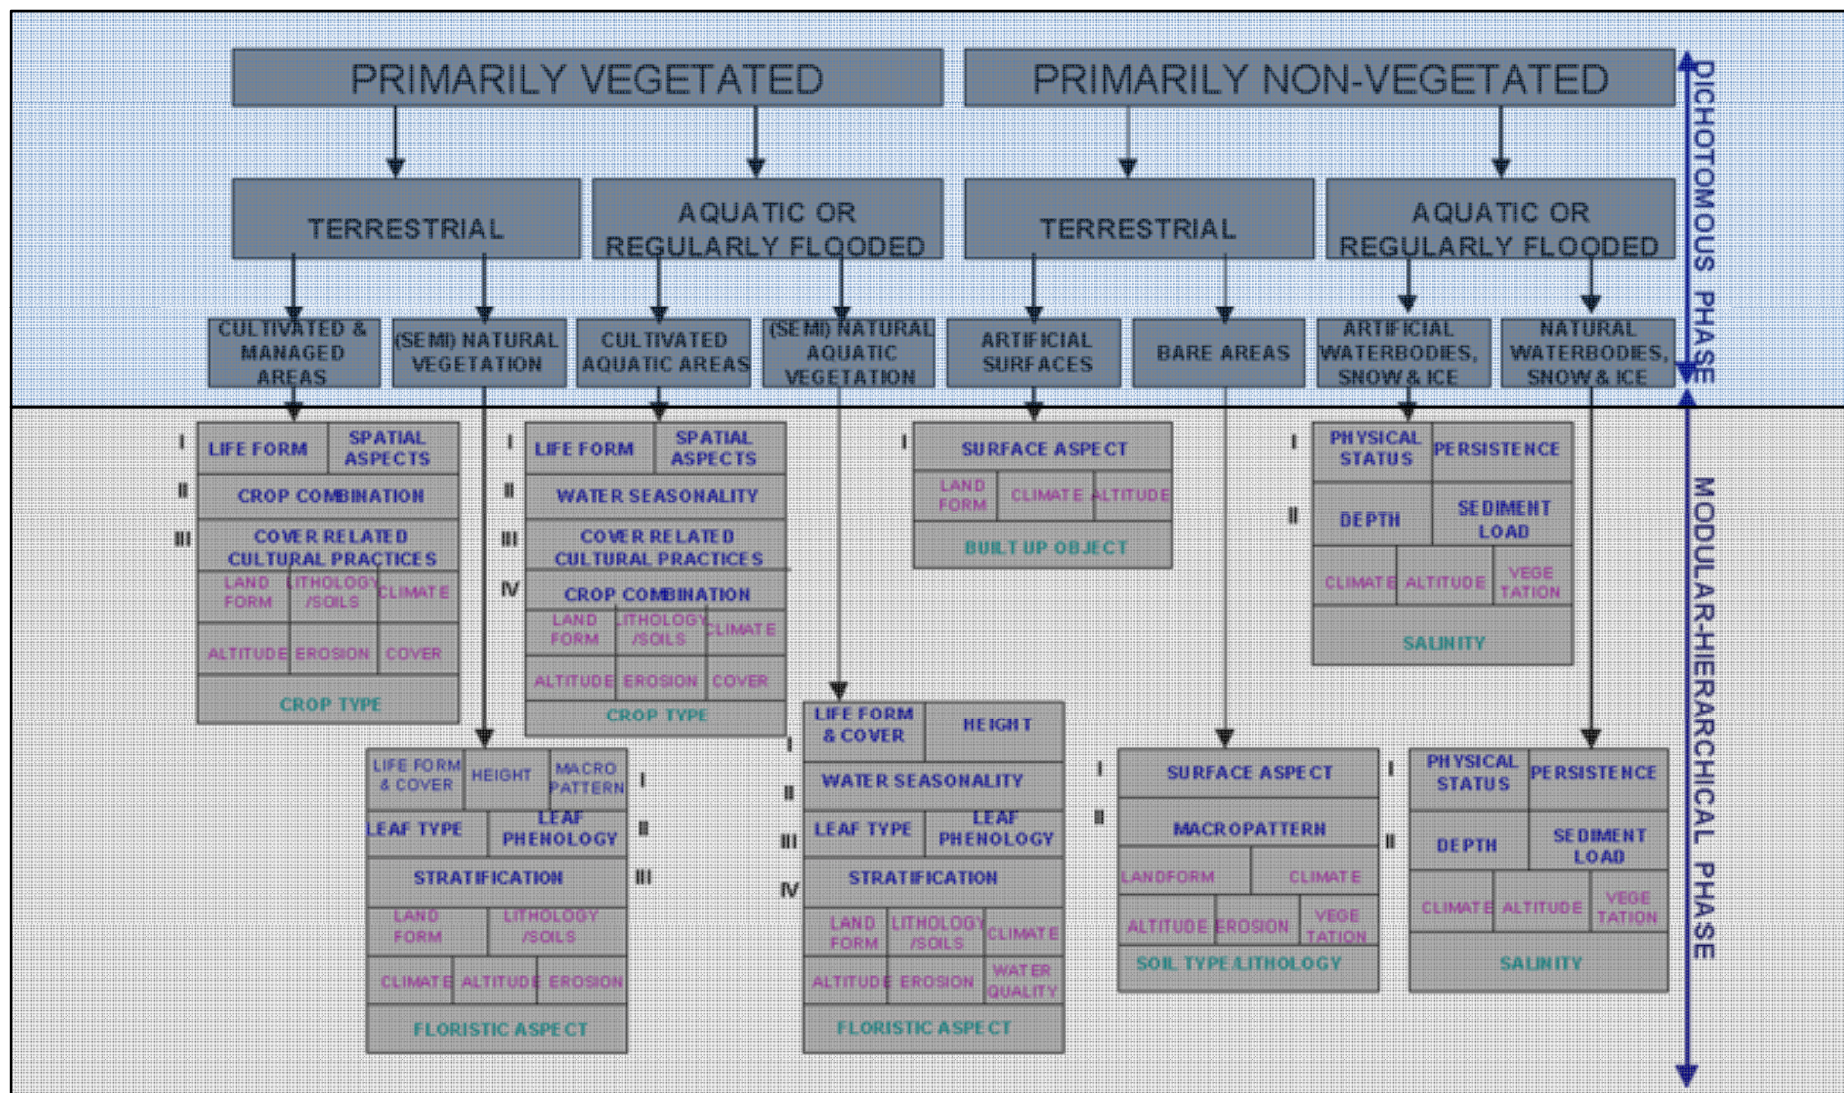 PRIMARILY VEGETATED
PRIMARILY NON-VEGETATED
DICHOTOMOUS PHASE
TERRESTRIAL
AQUATIC OR
REGULARLY FLOODED
TERRESTRIAL
AQUATIC OR
REGULARLY FLOODED
CULTIVATED &
MANAGED
AREAS
(SEMI) NATURAL
VEGETATION
CULTIVATED
AQUATIC AREAS
(SEMI) NATURAL
AQUATIC
VEGETATION
ARTIFICIAL
SURFACES
BARE AREAS
ARTIFICIAL
WATERBODIES,
SNOW & ICE
NATURAL
WATERBODIES,
SNOW & ICE
MODULAR-HIERARCHICAL PHASE
I
LIFE FORM
SPATIAL
ASPECTS
II
CROP COMBINATION
III
COVER RELATED
CULTURAL PRACTICES
LAND
FORM
LITHOLOGY
/SOILS
CLIMATE
ALTITUDE
EROSION
COVER
CROP TYPE
I
LIFE FORM
SPATIAL
ASPECTS
II
WATER SEASONALITY
III
COVER RELATED
CULTURAL PRACTICES
IV
CROP COMBINATION
LAND
FORM
LITHOLOGY
/SOILS
CLIMATE
ALTITUDE
EROSION
COVER
CROP TYPE
I
SURFACE ASPECT
LAND
FORM
CLIMATE
ALTITUDE
BUILT UP OBJECT
I
PHYSICAL
STATUS
PERSISTENCE
II
DEPTH
SEDIMENT
LOAD
CLIMATE
ALTITUDE
VEGE
TATION
SALINITY
LIFE FORM
& COVER
HEIGHT
MACRO
PATTERN
I
LEAF TYPE
LEAF
PHENOLOGY
II
STRATIFICATION
III
LAND
FORM
LITHOLOGY
/SOILS
CLIMATE
ALTITUDE
EROSION
FLORISTIC ASPECT
I
LIFE FORM
& COVER
HEIGHT
II
WATER SEASONALITY
III
LEAF TYPE
LEAF
PHENOLOGY
IV
STRATIFICATION
LAND
FORM
LITHOLOGY
/SOILS
CLIMATE
ALTITUDE
EROSION
WATER
QUALITY
FLORISTIC ASPECT
I
SURFACE ASPECT
II
MACROPATTERN
LANDFORM
CLIMATE
ALTITUDE
EROSION
VEGE
TATION
SOIL TYPE/LITHOLOGY
I
PHYSICAL
STATUS
PERSISTENCE
II
DEPTH
SEDIMENT
LOAD
CLIMATE
ALTITUDE
VEGE
TATION
SALINITY